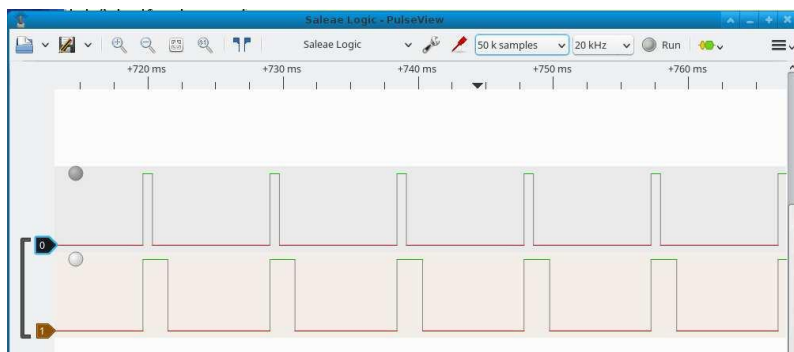 Saleae Logic - PulseView
Saleae Logic 50 k samples 20 kHz Run
+720 ms +730 ms +740 ms +750 ms +760 ms
0
1